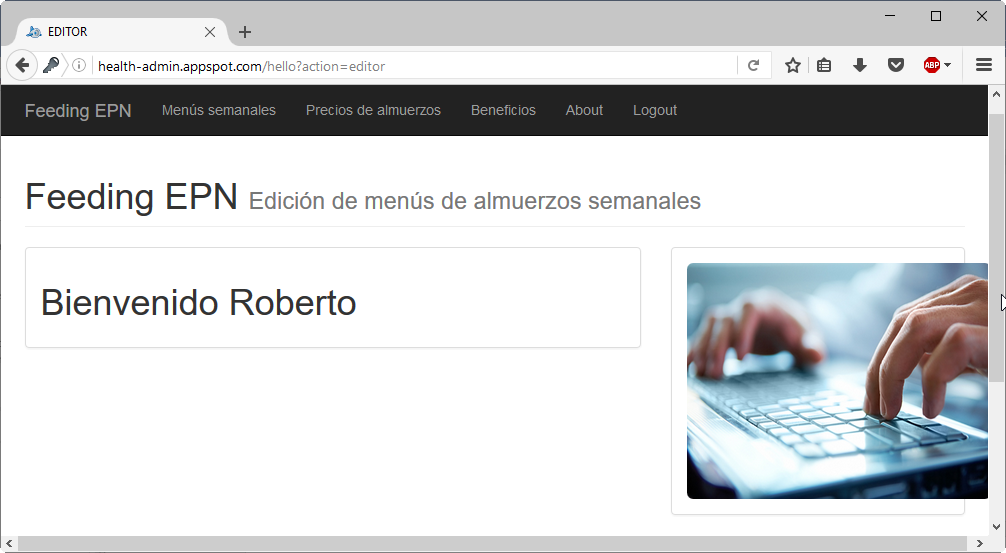 EDITOR
health-admin.appspot.com/hello?action=editor
ABP
Feeding EPN Menús semanales Precios de almuerzos Beneficios About Logout
Feeding EPN Edición de menús de almuerzos semanales
Bienvenido Roberto